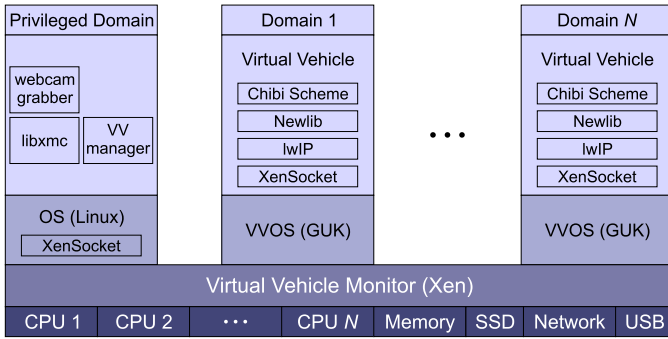 Privileged Domain
webcam
grabber
libxmc
VV
manager
OS (Linux)
XenSocket
Domain 1
Virtual Vehicle
Chibi Scheme
Newlib
lwIP
XenSocket
VVOS (GUK)
• • •
Domain N
Virtual Vehicle
Chibi Scheme
Newlib
lwIP
XenSocket
VVOS (GUK)
Virtual Vehicle Monitor (Xen)
CPU 1 CPU 2 • • • CPU N Memory SSD Network USB